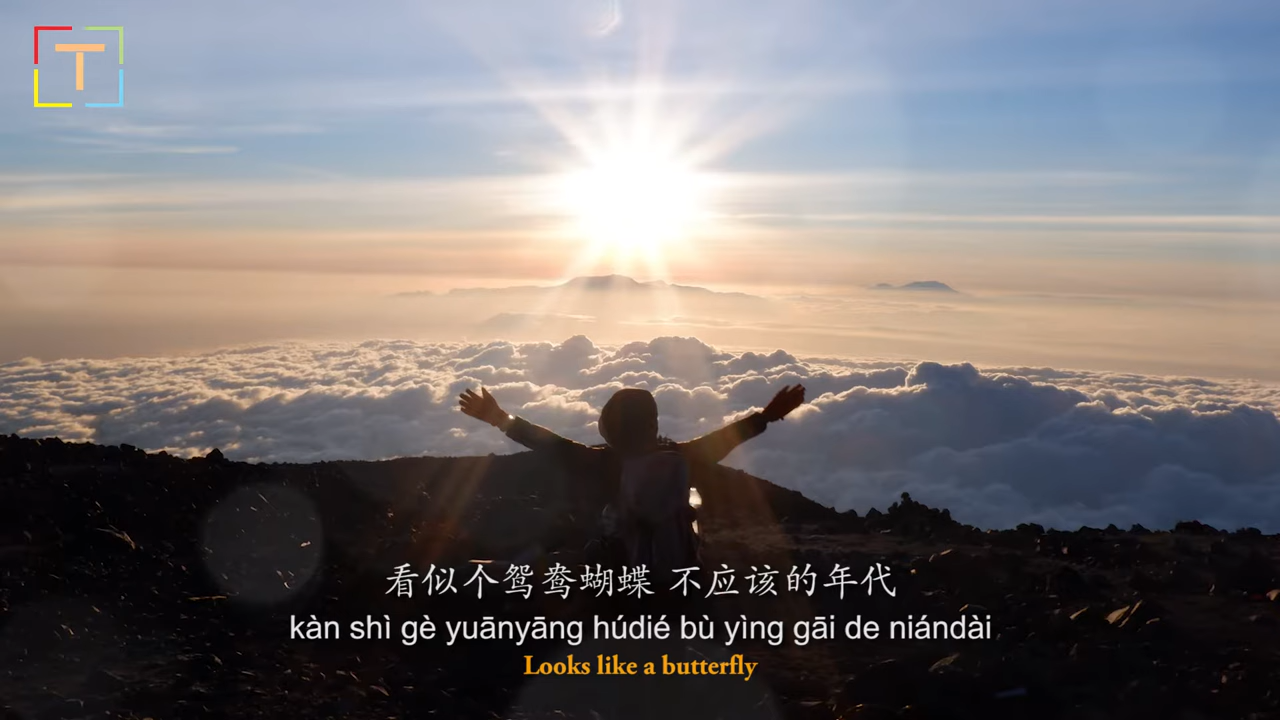 T
看似个鸳鸯蝴蝶 不应该的年代
kàn shì gè yuānyāng húdié bù yìng gāi de niándài
Looks like a butterfly